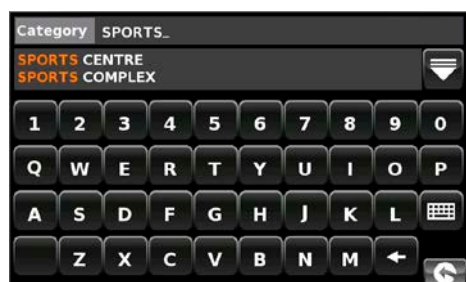 Category SPORTS_
SPORTS CENTRE
SPORTS COMPLEX
1 2 3 4 5 6 7 8 9 0
Q W E R T Y U I O P
A S D F G H J K L
Z X C V B N M